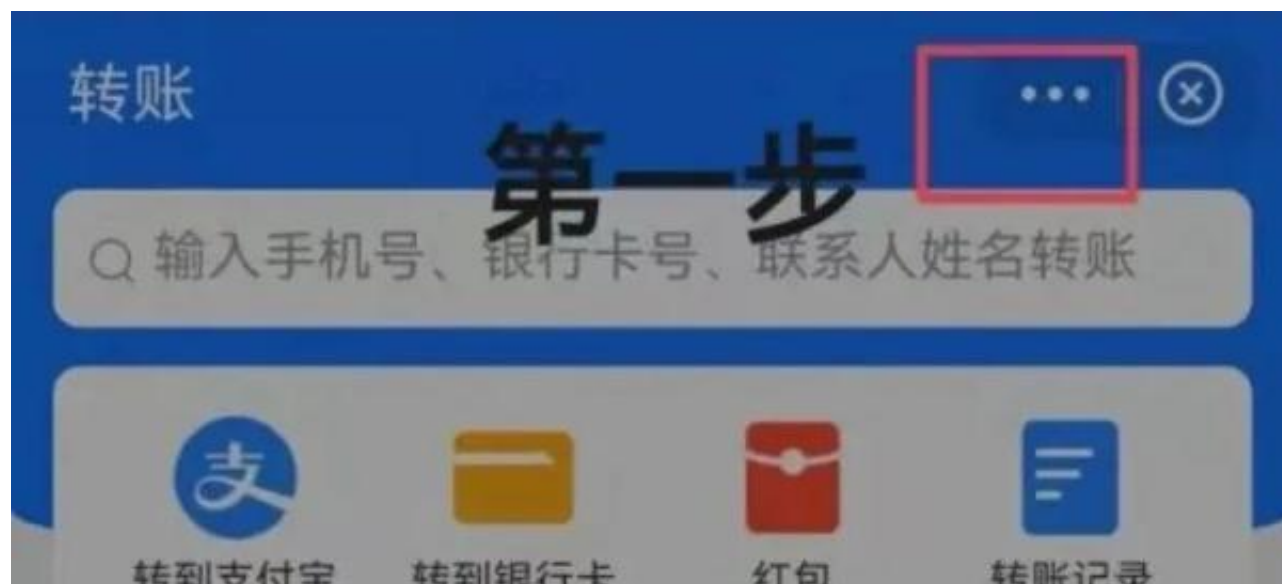 转账
第一步
输入手机号、银行卡号、联系人姓名转账
支
转到支付宝
转到银行卡
红包
转账记录